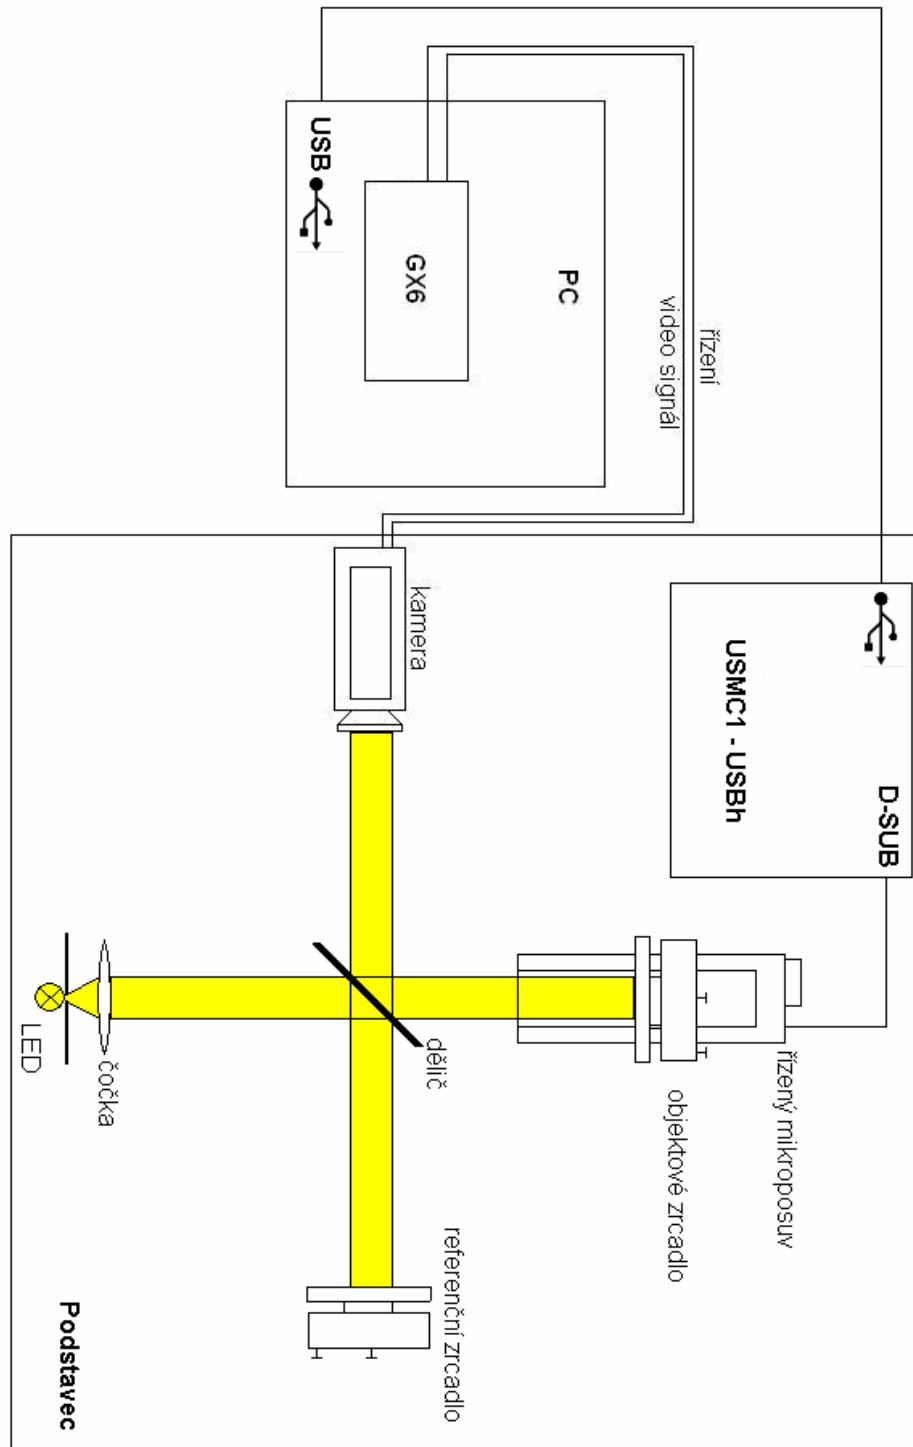 USB
GX6
PC
řízení
video signál
kamera
USMC1 - USBh
D-SUB
LED
čočka
dělič
řízený mikroposuv
objektové zrcadlo
referenční zrcadlo
Podstavec